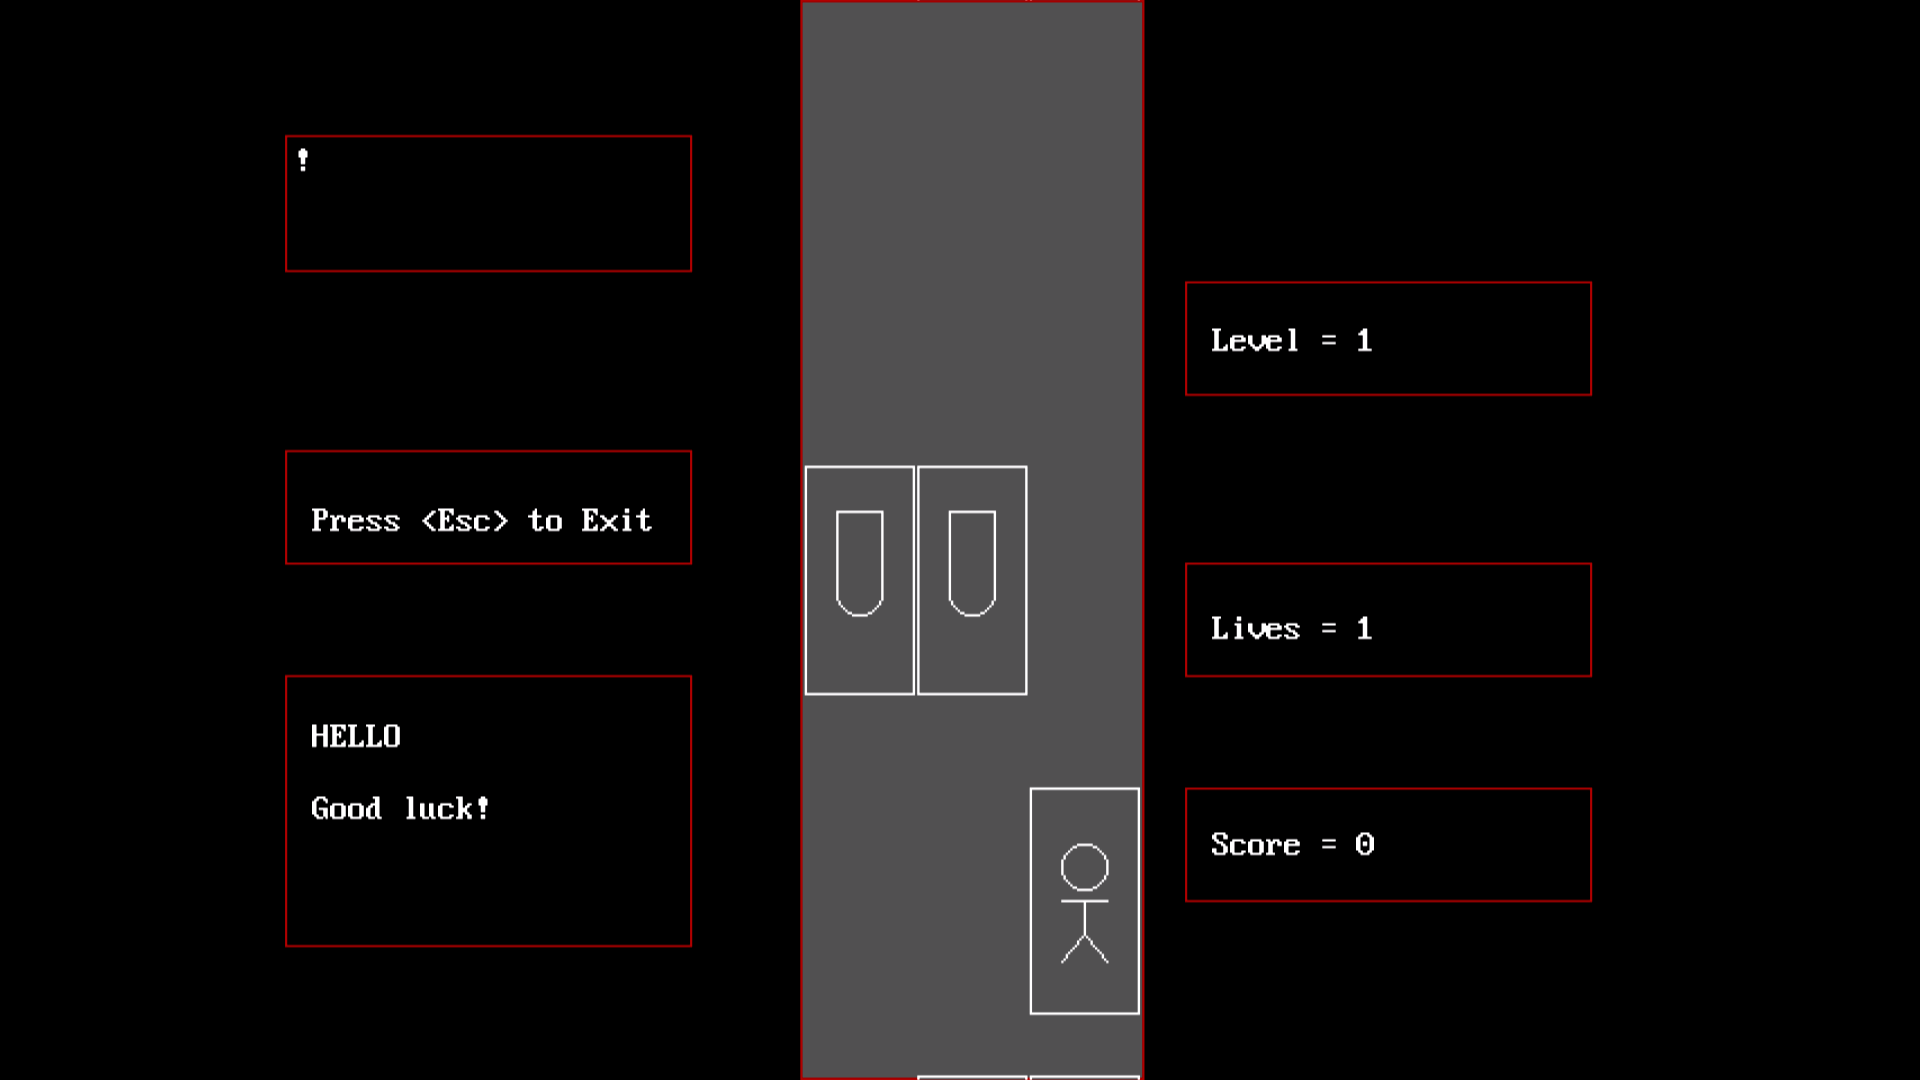 !
Level = 1
Press <Esc> to Exit
Lives = 1
HELLO
Good luck!
Score = 0